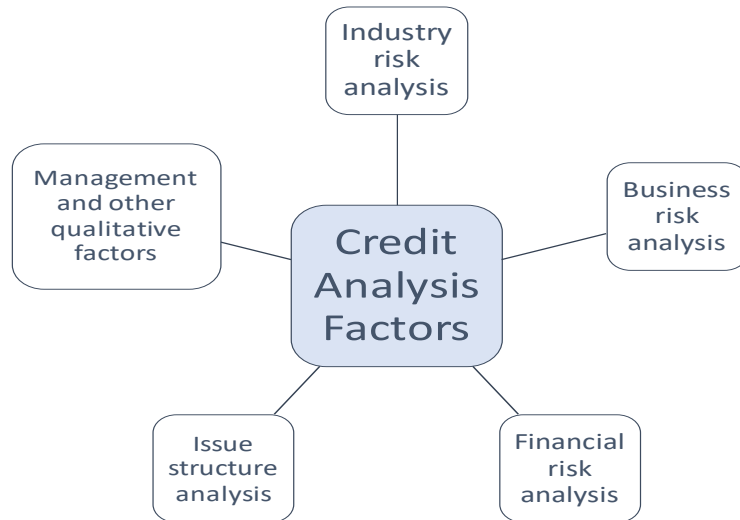 Industry
risk
analysis
Management
and other
qualitative
factors
Business
risk
analysis
Credit
Analysis
Factors
Issue
structure
analysis
Financial
risk
analysis